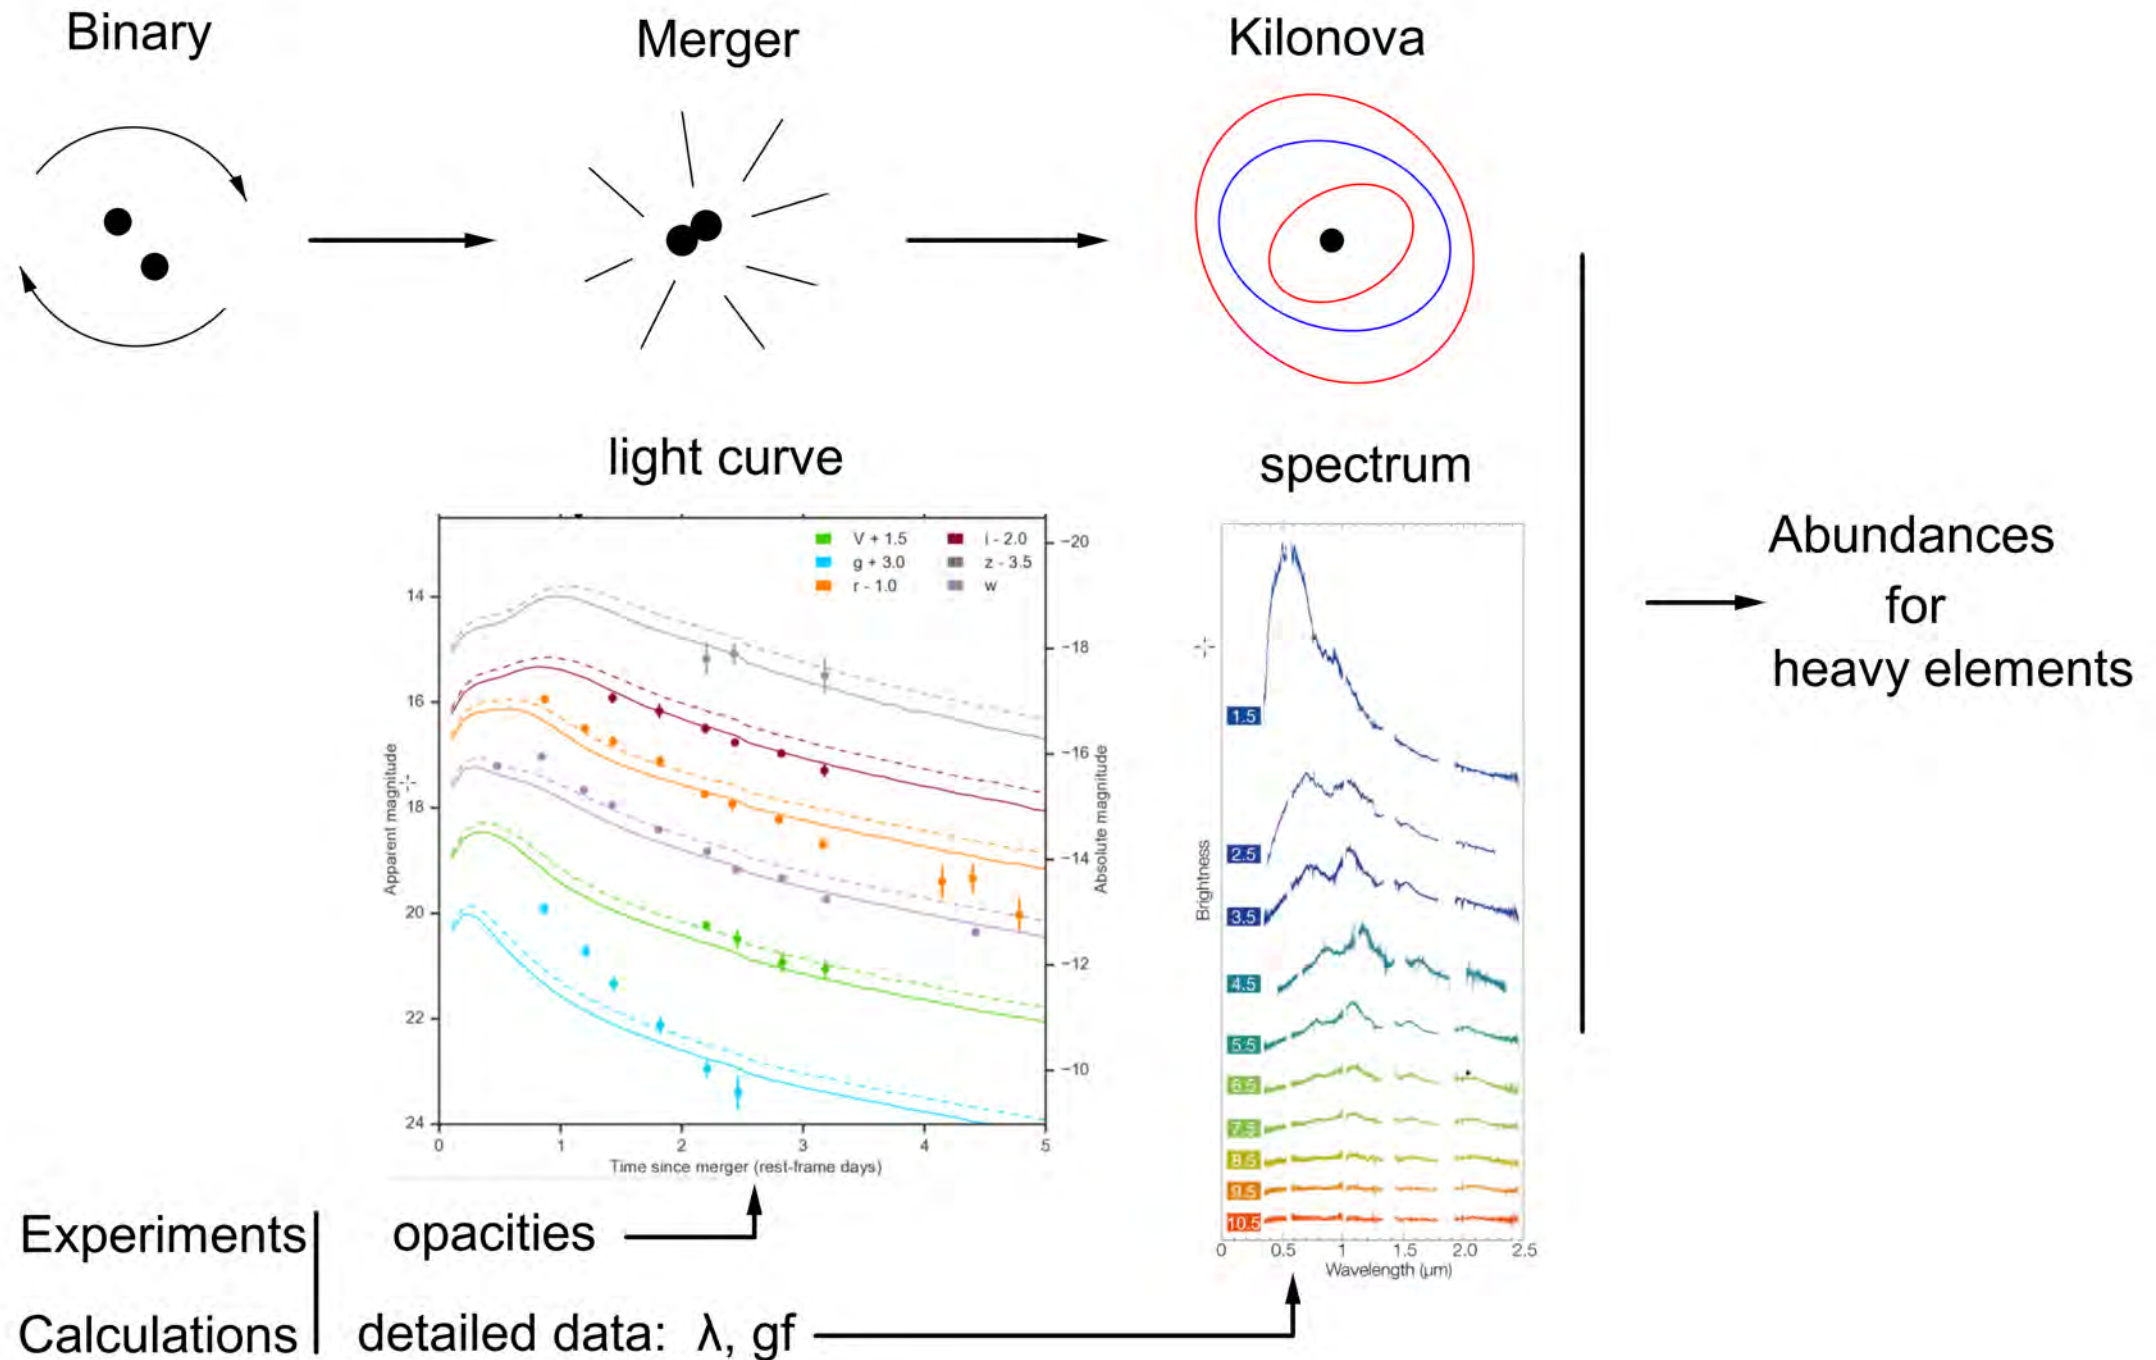 Binary
Merger
Kilonova
light curve
spectrum
V + 1.5
i - 2.0
g + 3.0
z - 3.5
r - 1.0
w
14
16
18
20
22
24
Apparent magnitude
−20
−18
−16
−14
−12
−10
Absolute magnitude
0 1 2 3 4 5
Time since merger (rest-frame days)
Brightness
1.5
2.5
3.5
4.5
5.5
6.5
7.5
8.5
9.5
10.5
0 0.5 1 1.5 2.0 2.5
Wavelength (μm)
Abundances
for
heavy elements
Experiments
opacities
Calculations
detailed data: λ, gf